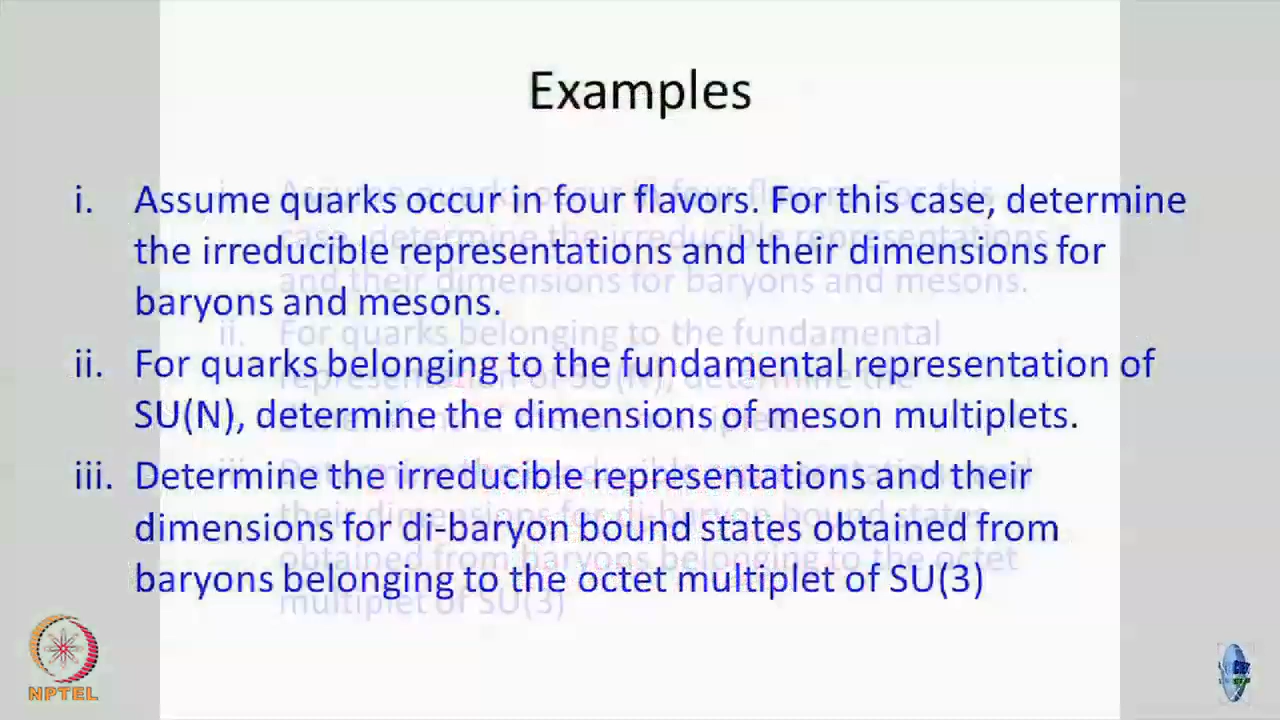 Examples
i. Assume quarks occur in four flavors. For this case, determine
the irreducible representations and their dimensions for
baryons and mesons.
ii. For quarks belonging to the fundamental representation of
SU(N), determine the dimensions of meson multiplets.
iii. Determine the irreducible representations and their
dimensions for di-baryon bound states obtained from
baryons belonging to the octet multiplet of SU(3)
NPTEL